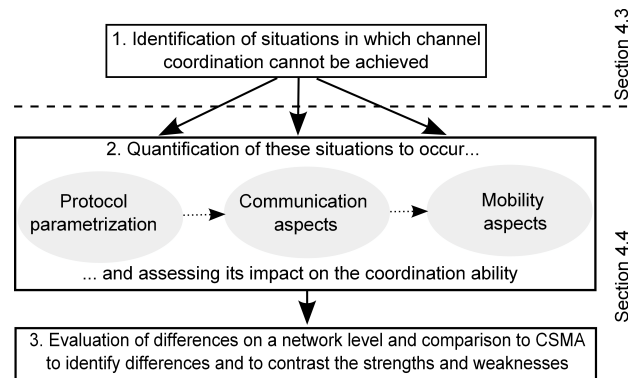 1. Identification of situations in which channel
coordination cannot be achieved
Section 4.3
2. Quantification of these situations to occur...
Protocol
parametrization
Communication
aspects
Mobility
aspects
... and assessing its impact on the coordination ability
Section 4.4
3. Evaluation of differences on a network level and comparison to CSMA
to identify differences and to contrast the strengths and weaknesses